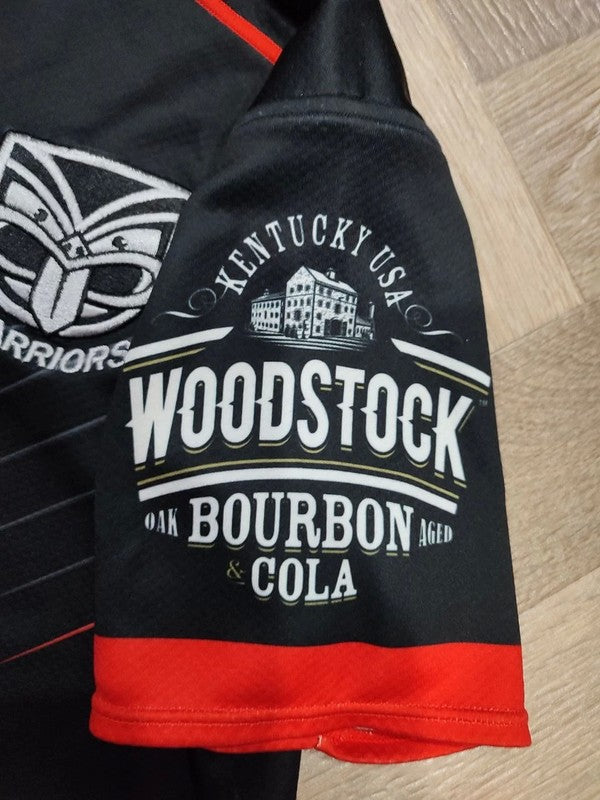 KENTUCKY USA
WOODSTOCK
OAK BOURBON AGED
& COLA
ARRIORS